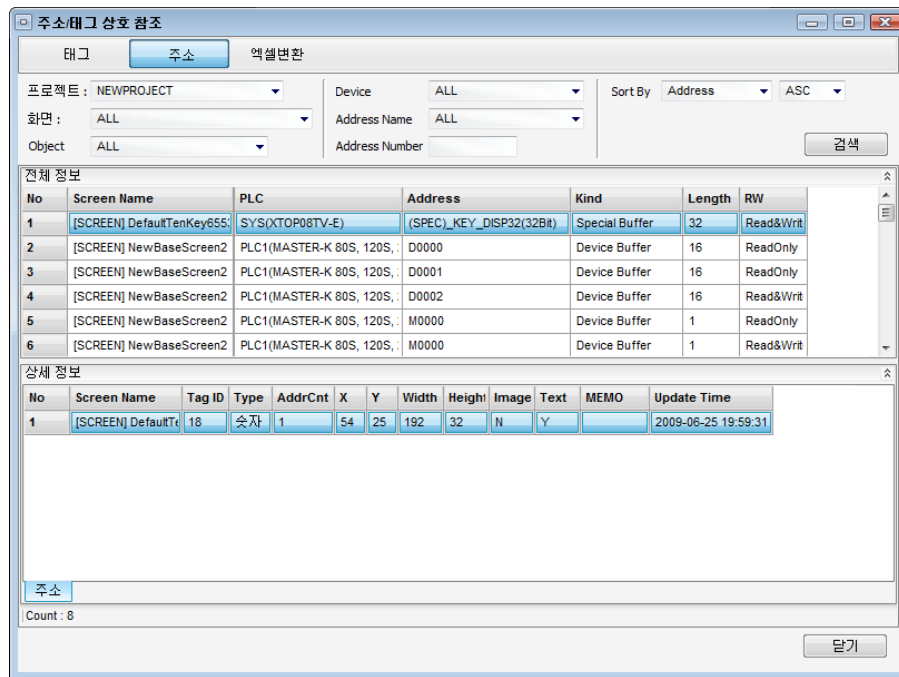 주소/태그 상호 참조
태그 주소 엑셀변환
프로젝트 : NEWPROJECT Device ALL Sort By Address ASC
화면 : ALL Address Name ALL
Object ALL Address Number 검색
전체 정보
No Screen Name PLC Address Kind Length RW
1 [SCREEN] DefaultTenKey655 SYS(XTOP08TV-E) (SPEC)_KEY_DISP32(32Bit) Special Buffer 32 Read&Writ
2 [SCREEN] NewBaseScreen2 PLC1(MASTER-K 80S, 120S, D0000 Device Buffer 16 ReadOnly
3 [SCREEN] NewBaseScreen2 PLC1(MASTER-K 80S, 120S, D0001 Device Buffer 16 ReadOnly
4 [SCREEN] NewBaseScreen2 PLC1(MASTER-K 80S, 120S, D0002 Device Buffer 16 Read&Writ
5 [SCREEN] NewBaseScreen2 PLC1(MASTER-K 80S, 120S, M0000 Device Buffer 1 ReadOnly
6 [SCREEN] NewBaseScreen2 PLC1(MASTER-K 80S, 120S, M0000 Device Buffer 1 Read&Writ
상세 정보
No Screen Name Tag ID Type AddrCnt X Y Width Height Image Text MEMO Update Time
1 [SCREEN] DefaultTe 18 숫자 1 54 25 192 32 N Y 2009-06-25 19:59:31
주소
Count : 8
닫기